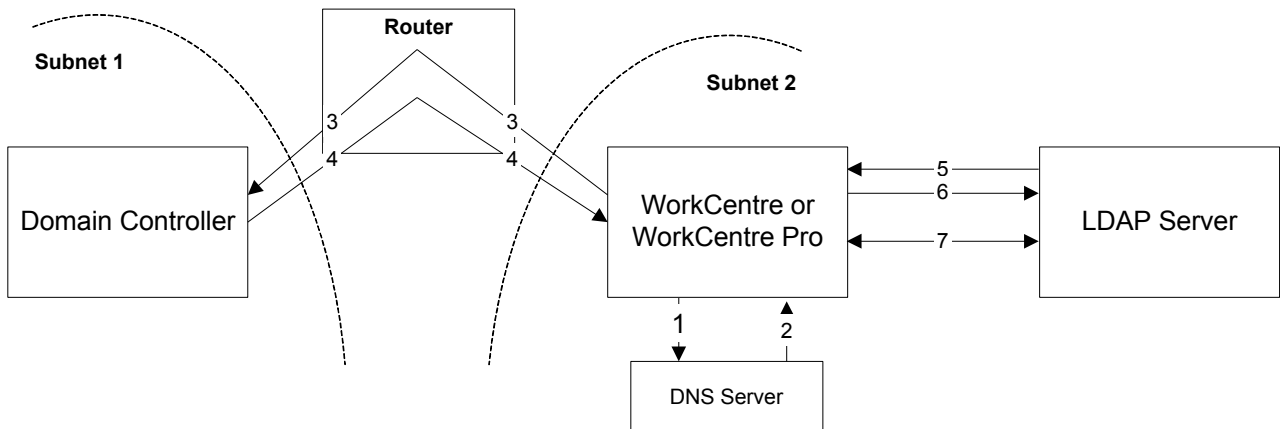 Router
Subnet 1
Subnet 2
3
3
4
4
Domain Controller
WorkCentre or
WorkCentre Pro
5
6
7
LDAP Server
1
2
DNS Server